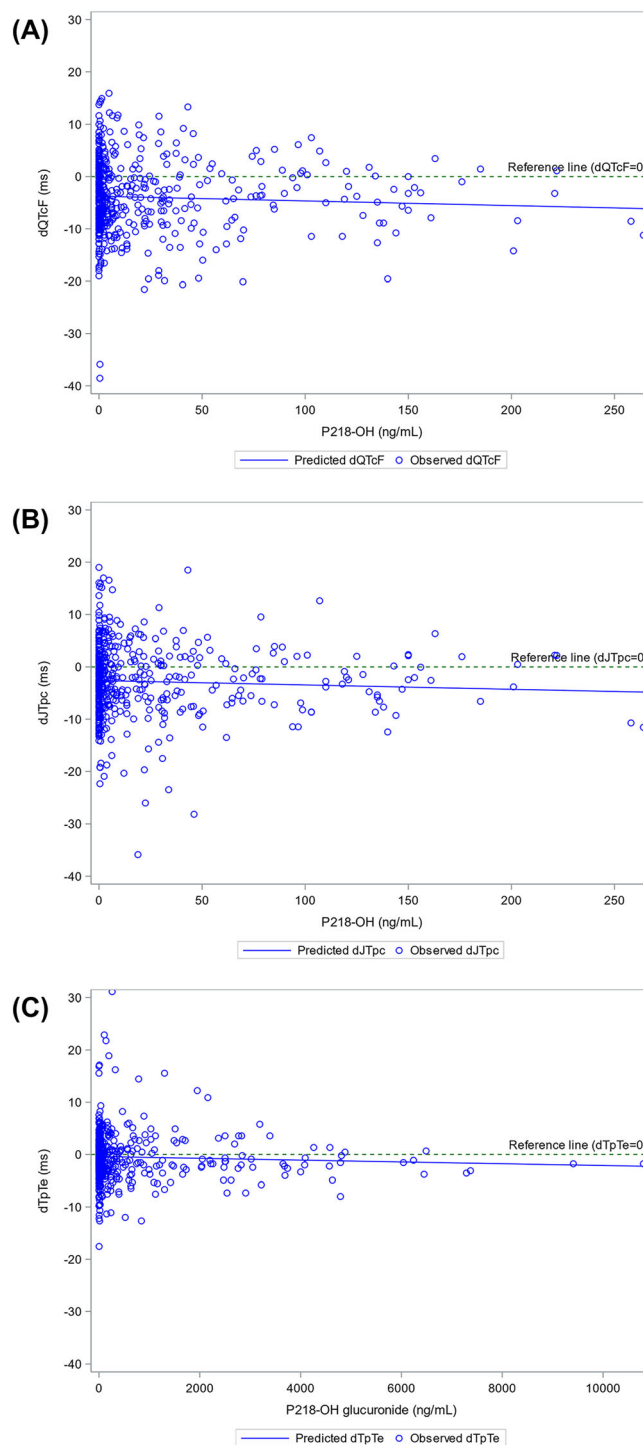 (A)
30
20
10
0
-10
-20
-30
-40
dQTcF (ms)
Reference line (dQTcF=0
0 50 100 150 200 250
P218-OH (ng/mL)
Predicted dQTcF Observed dQTcF
(B)
30
20
10
0
-10
-20
-30
-40
dJTpc (ms)
Reference line (dJTpc=0
0 50 100 150 200 250
P218-OH (ng/mL)
Predicted dJTpc Observed dJTpc
(C)
30
20
10
0
-10
-20
-30
-40
dTpTe (ms)
Reference line (dTpTe=0
0 2000 4000 6000 8000 10000
P218-OH glucuronide (ng/mL)
Predicted dTpTe Observed dTpTe